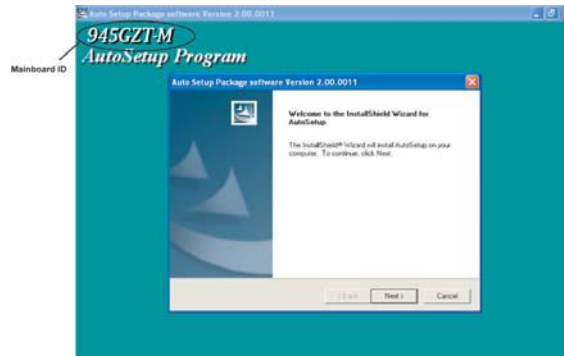 Auto Setup Package software Version 2.00.0011
945GZT-M
AutoSetup Program
Mainboard ID
Auto Setup Package software Version 2.00.0011
Welcome to the InstallShield Wizard for
AutoSetup
The InstallShield® Wizard will install AutoSetup on your
computer. To continue, click Next.
< Back
Next >
Cancel